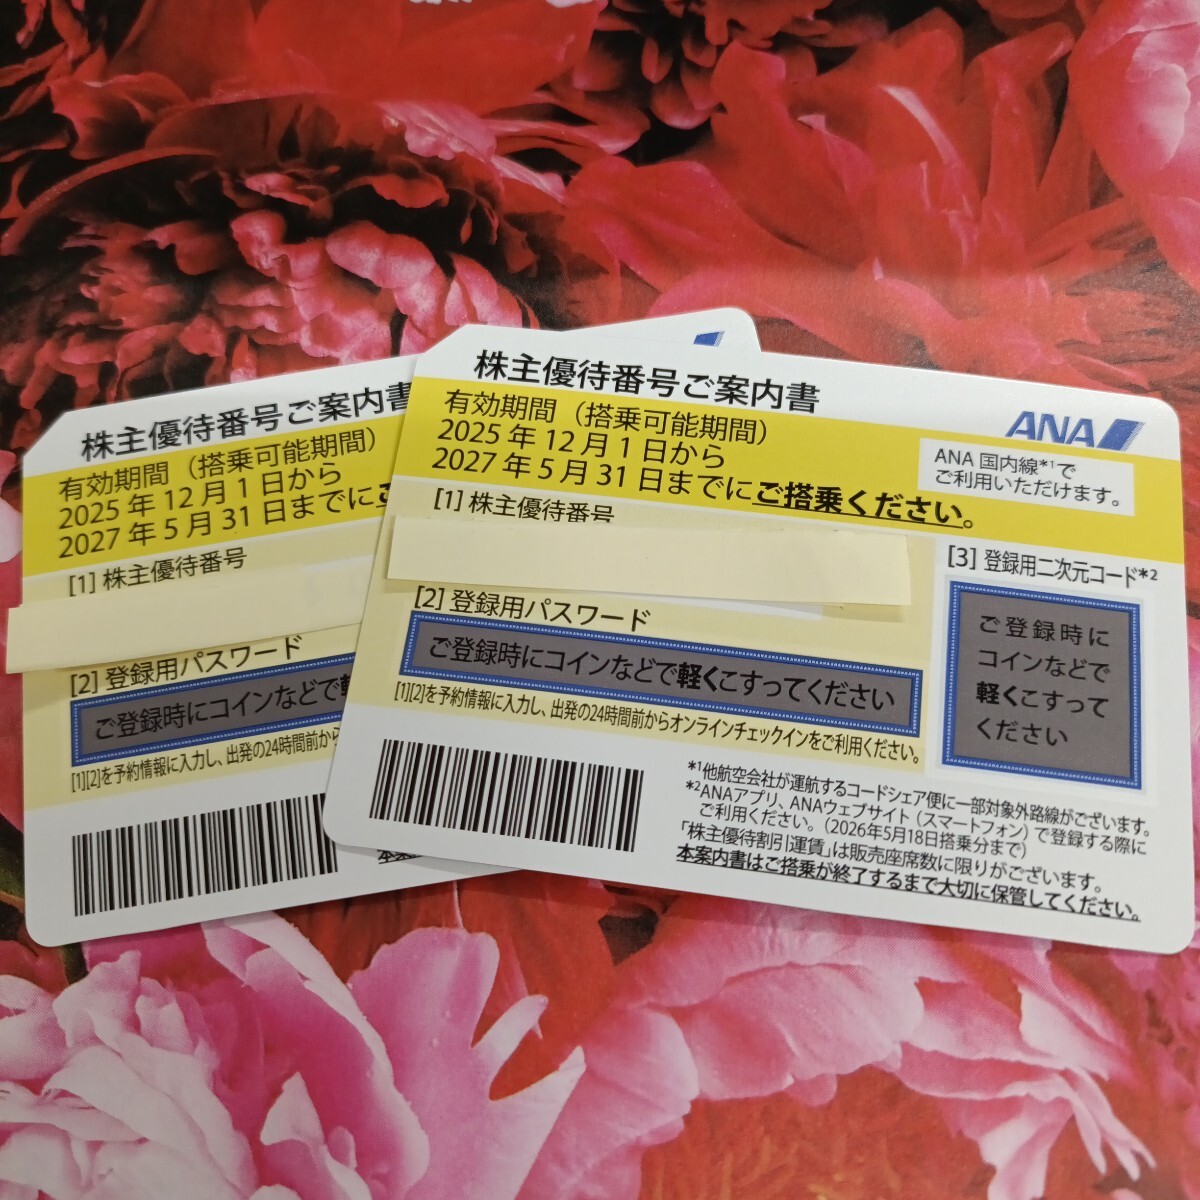 株主優待番号ご案内書
有効期間（搭乗可能期間）
2025年12月1日から
2027年5月31日までにご
[1] 株主優待番号
[2] 登録用パスワード
ご登録時にコインなどで
[1][2]を予約情報に入力し、出発の24時間前から
株主優待番号ご案内書
ANA
有効期間（搭乗可能期間）
2025年12月1日から
2027年5月31日までにご搭乗ください。
ANA国内線*1で
ご利用いただけます。
[1] 株主優待番号
[2] 登録用パスワード
ご登録時にコインなどで軽くこすってください
[1][2]を予約情報に入力し、出発の24時間前からオンラインチェックインをご利用ください。
[3] 登録用二次元コード*2
ご登録時に
コインなどで
軽くこすって
ください
*1他航空会社が運航するコードシェア便に一部対象外路線がございます。
*2ANAアプリ、ANAウェブサイト（スマートフォン）で登録する際に
ご利用ください。（2026年5月18日搭乗分まで）
「株主優待割引運賃」は販売座席数に限りがございます。
本案内書はご搭乗が終了するまで大切に保管してください。